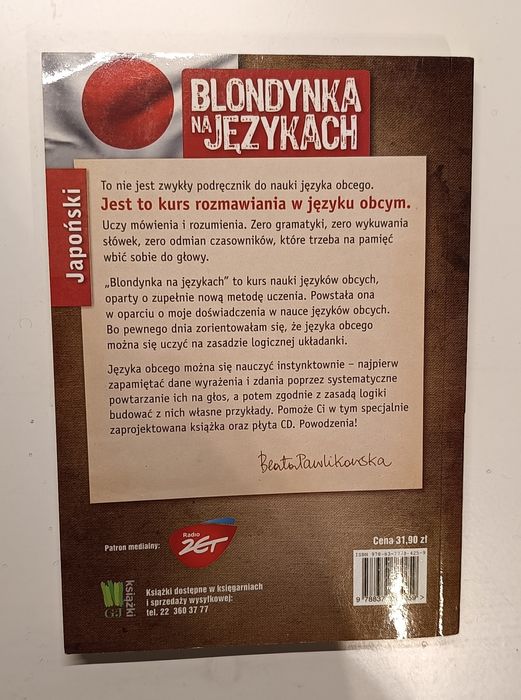 BLONDYNKA
NA JĘZYKACH
Japoński
To nie jest zwykły podręcznik do nauki języka obcego.
Jest to kurs rozmawiania w języku obcym.
Uczy mówienia i rozumienia. Zero gramatyki, zero wykuwania
słówek, zero odmian czasowników, które trzeba na pamięć
wbić sobie do głowy.
„Blondynka na językach" to kurs nauki języków obcych,
oparty o zupełnie nową metodę uczenia. Powstała ona
w oparciu o moje doświadczenia w nauce języków obcych.
Bo pewnego dnia zorientowałam się, że języka obcego
można się uczyć na zasadzie logicznej układanki.
Języka obcego można się nauczyć instynktownie – najpierw
zapamiętać dane wyrażenia i zdania poprzez systematyczne
powtarzanie ich na głos, a potem zgodnie z zasadą logiki
budować z nich własne przykłady. Pomoże Ci w tym specjalnie
zaprojektowana książka oraz płyta CD. Powodzenia!
Beata Pawlikowska
Patron medialny:
Radio
ZET
Cena 31,90 zł
ISBN 978-83-7778-425-9
G+J
książki
Książki dostępne w księgarniach
i sprzedaży wysyłkowej:
tel. 22 360 37 77